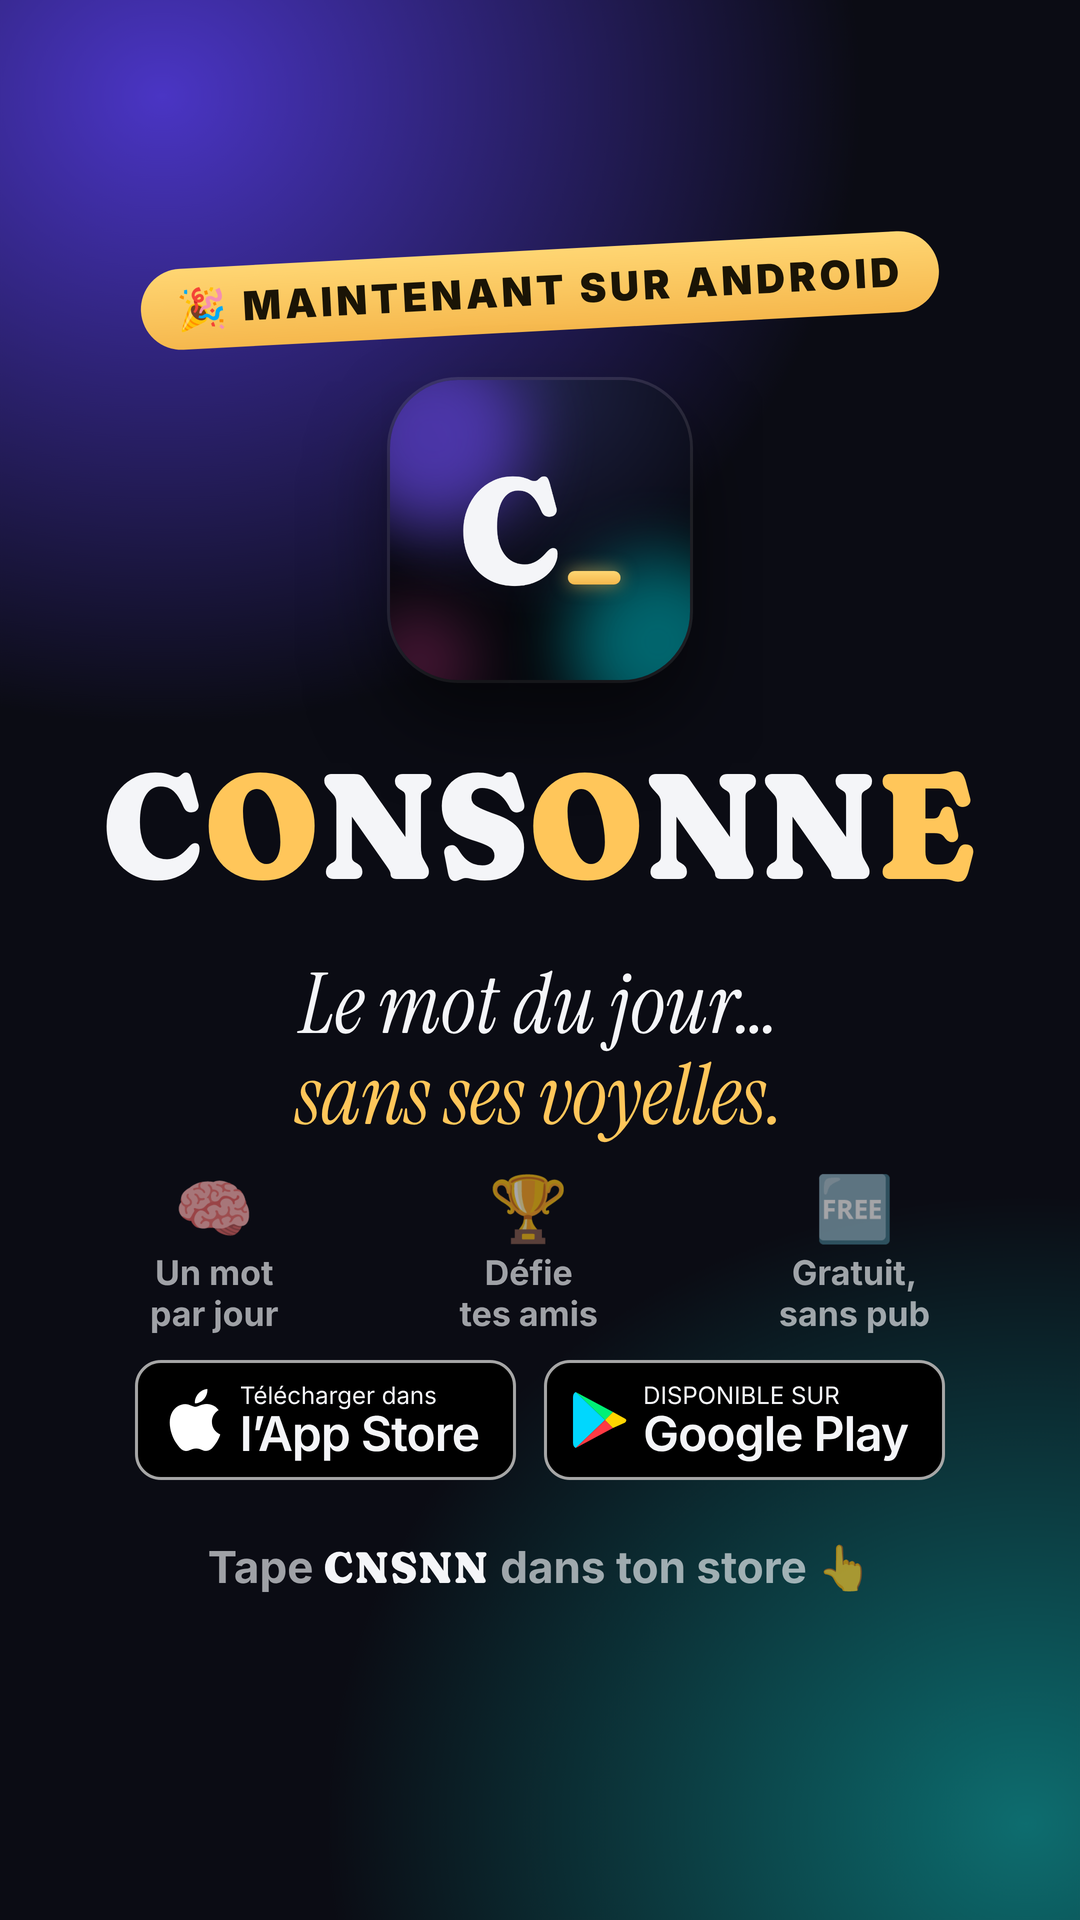 🎉 MAINTENANT SUR ANDROID
C_
CONSONNE
Le mot du jour...
sans ses voyelles.
Un mot
par jour
Défie
tes amis
FREE
Gratuit,
sans pub
Télécharger dans
l’App Store
DISPONIBLE SUR
Google Play
Tape CNSNN dans ton store 👆